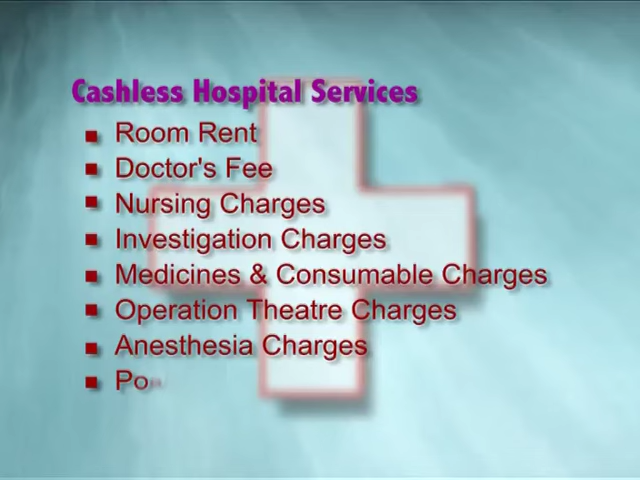 Cashless Hospital Services
Room Rent
Doctor's Fee
Nursing Charges
Investigation Charges
Medicines & Consumable Charges
Operation Theatre Charges
Anesthesia Charges